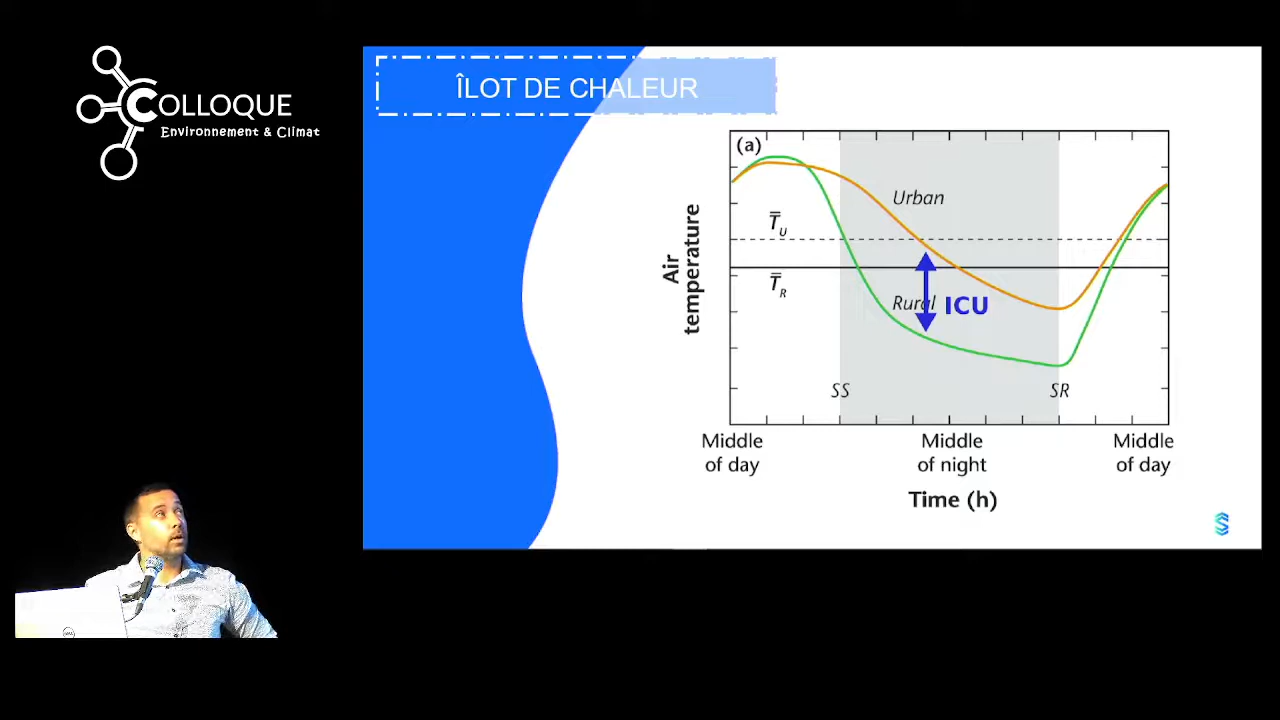 COLLOQUE
Environnement & Climat
ÎLOT DE CHALEUR
(a)
Urban
T̿U
T̿R
Rural
ICU
Air
temperature
SS
SR
Middle
of day
Middle
of night
Middle
of day
Time (h)